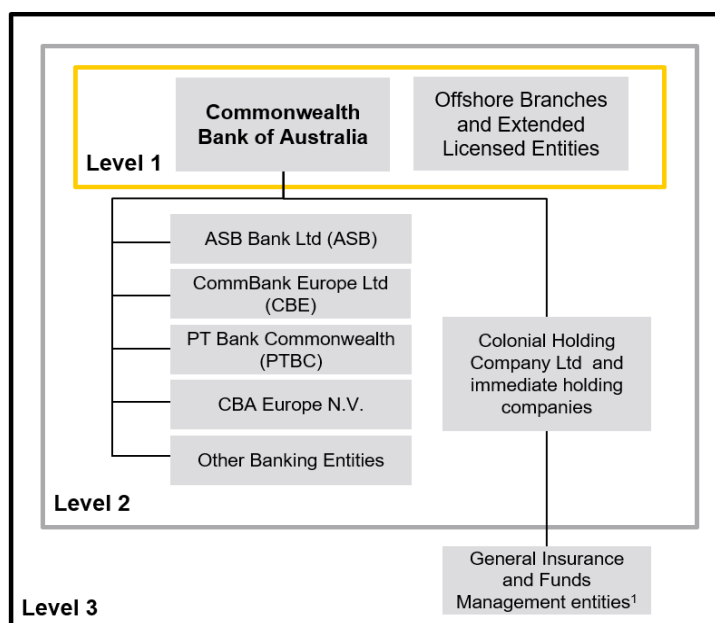 Commonwealth
Bank of Australia
Offshore Branches
and Extended
Licensed Entities
Level 1
ASB Bank Ltd (ASB)
CommBank Europe Ltd
(CBE)
PT Bank Commonwealth
(PTBC)
CBA Europe N.V.
Other Banking Entities
Colonial Holding
Company Ltd and
immediate holding
companies
Level 2
General Insurance
and Funds
Management entities¹
Level 3